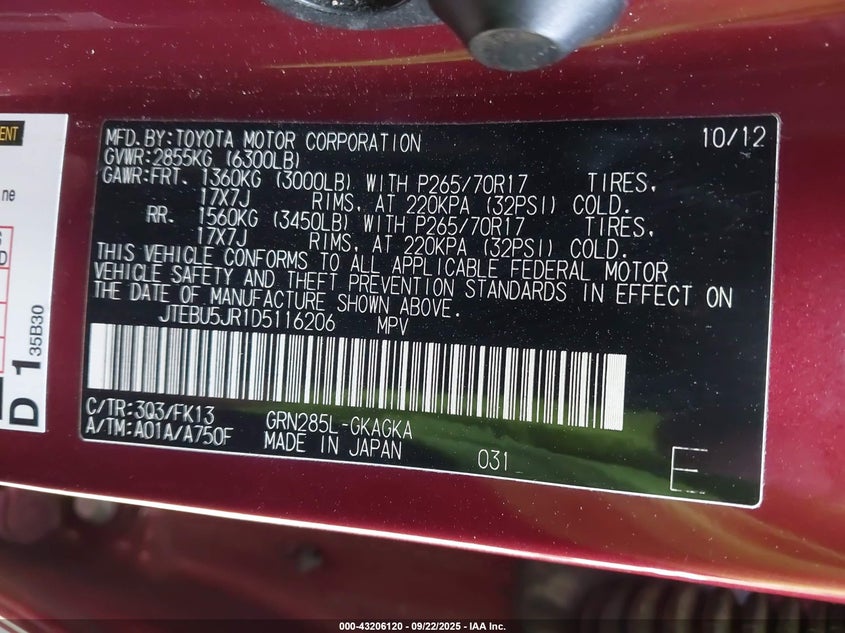 MFD.BY:TOYOTA MOTOR CORPORATION 10/12
GVWR:2855KG (6300LB)
GAWR:FRT. 1360KG (3000LB) WITH P265/70R17 TIRES,
17X7J RIMS, AT 220KPA (32PSI) COLD.
RR. 1560KG (3450LB) WITH P265/70R17 TIRES,
17X7J RIMS, AT 220KPA (32PSI) COLD.
THIS VEHICLE CONFORMS TO ALL APPLICABLE FEDERAL MOTOR
VEHICLE SAFETY AND THEFT PREVENTION STANDARDS IN EFFECT ON
THE DATE OF MANUFACTURE SHOWN ABOVE.
JTEBU5JR1D5116206 MPV
C/TR:3Q3/FK13 GRN285L-GKAGKA
A/TM:A01A/A750F MADE IN JAPAN 031 E
ne
D 1 35B30
000-43206120 - 09/22/2025 - IAA Inc.